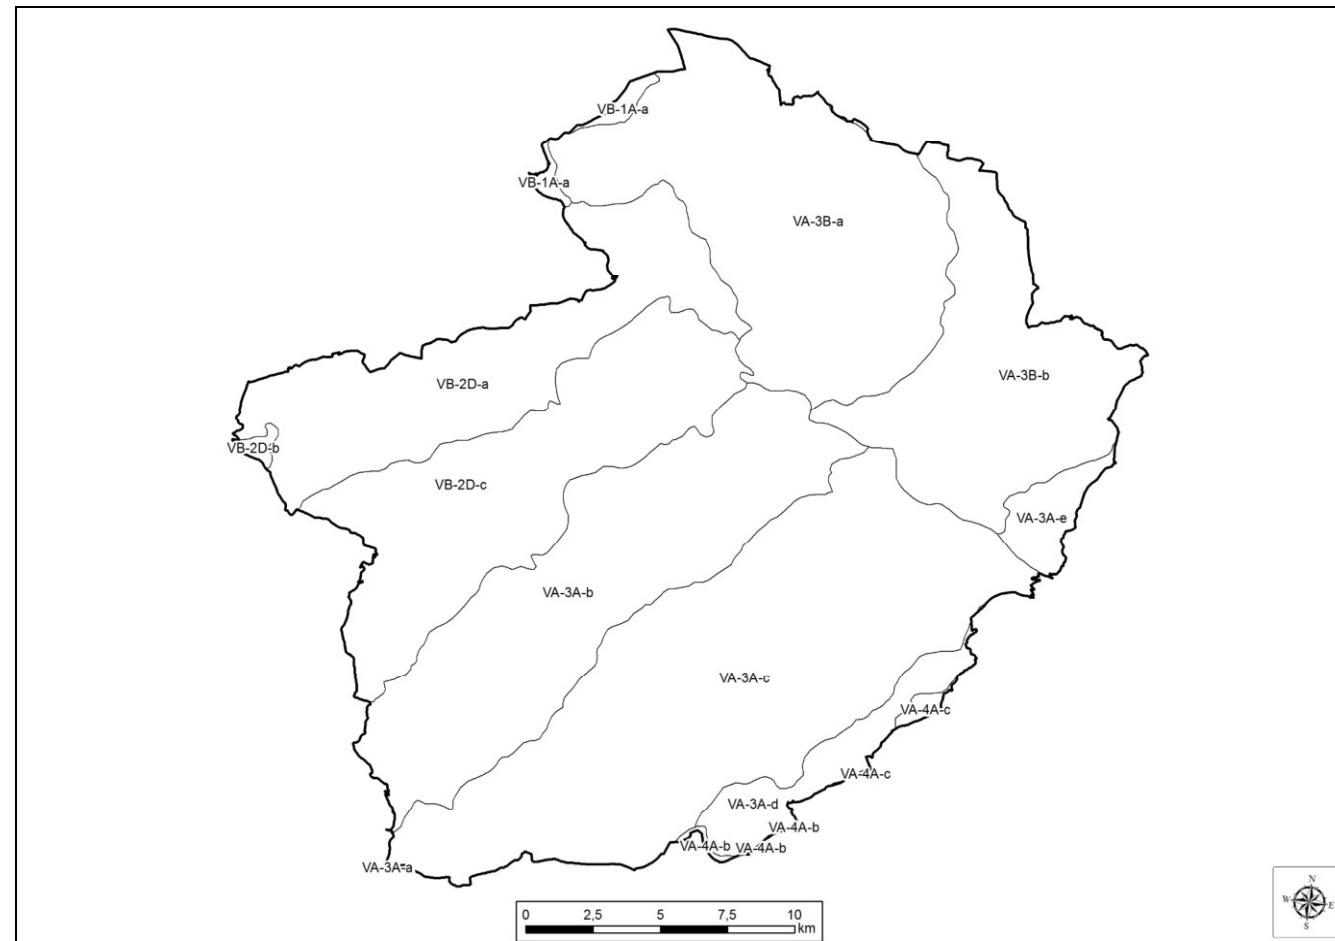 VB-1A-a
VB-1A-a
VA-3B-a
VA-3B-b
VB-2D-a
VB-2D-b
VB-2D-c
VA-3A-e
VA-3A-b
VA-3A-c
VA-4A-c
VA-4A-c
VA-3A-d
VA-4A-b
VA-4A-b
VA-4A-b
VA-3A-a
0 2,5 5 7,5 10
km
N
W E
S